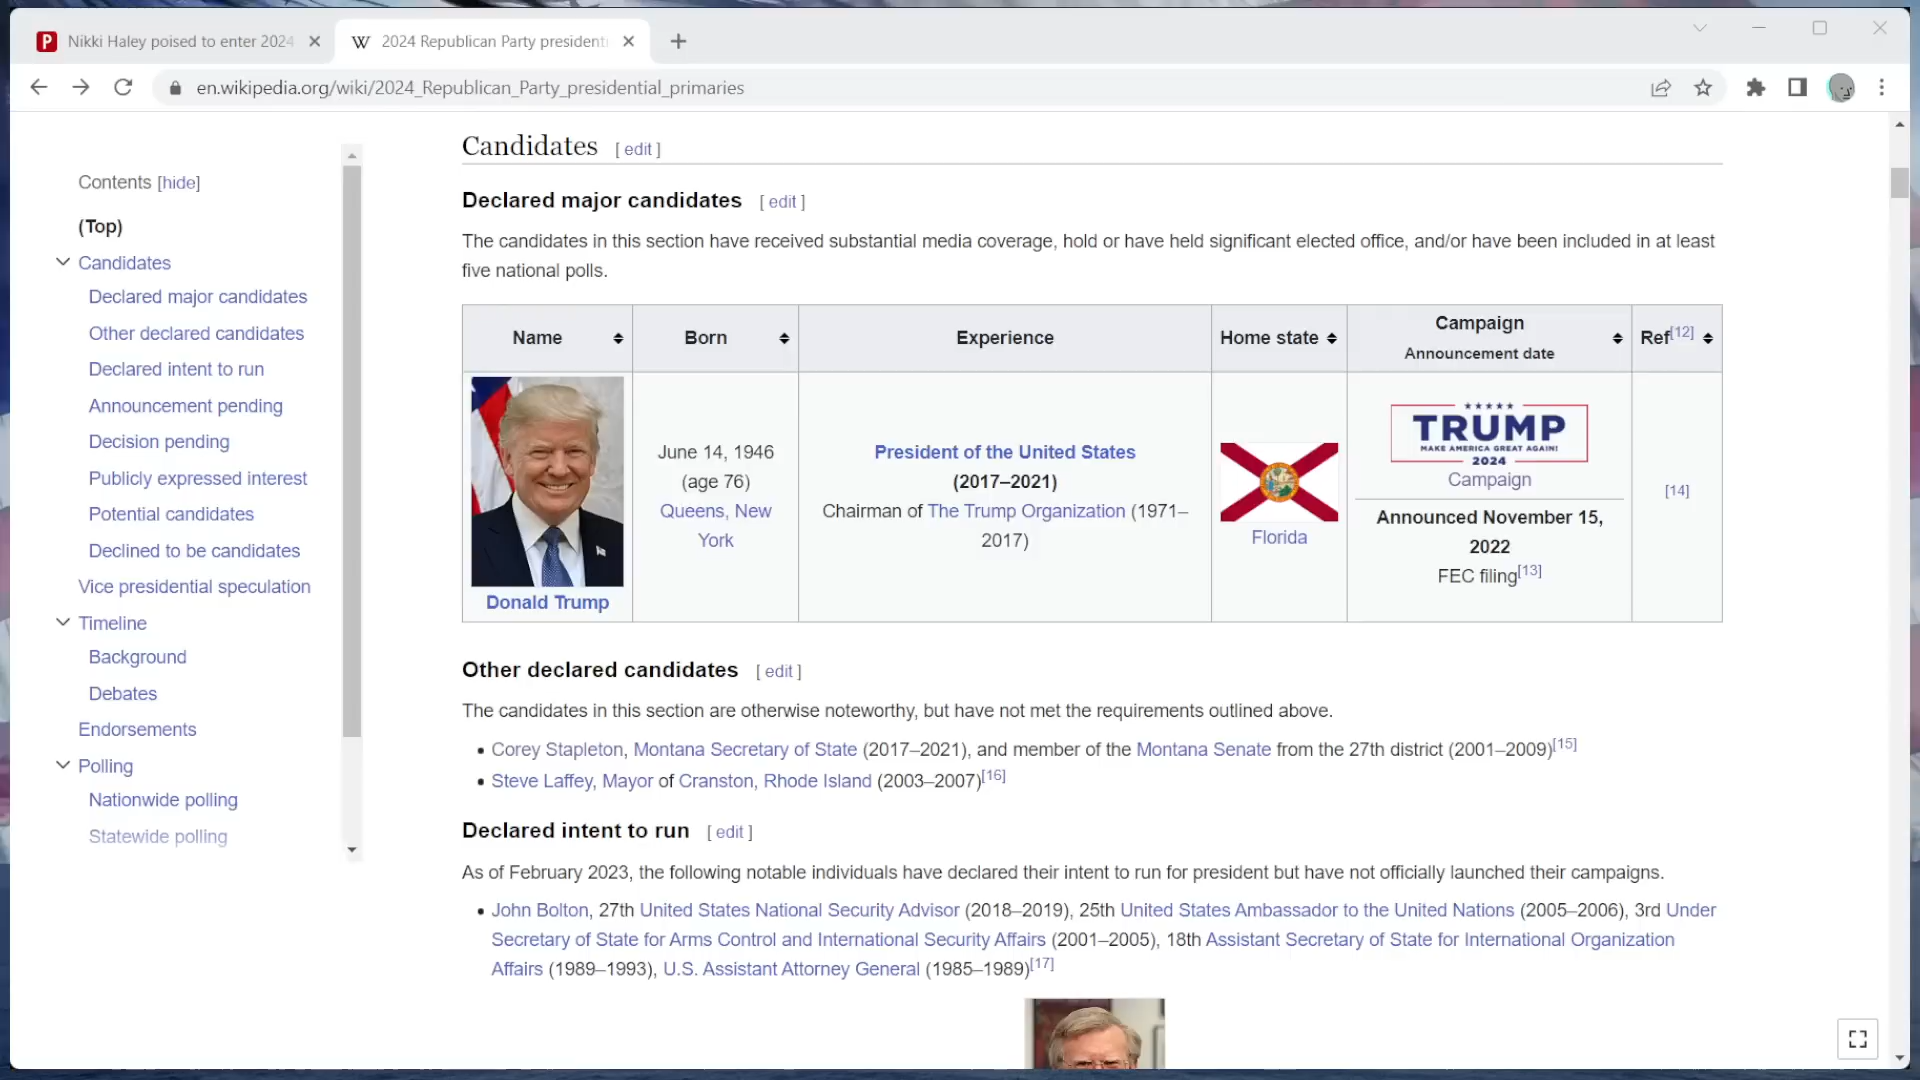 Nikki Haley poised to enter 2024
2024 Republican Party presidenti
en.wikipedia.org/wiki/2024_Republican_Party_presidential_primaries
Contents [hide]
(Top)
Candidates
Declared major candidates
Other declared candidates
Declared intent to run
Announcement pending
Decision pending
Publicly expressed interest
Potential candidates
Declined to be candidates
Vice presidential speculation
Timeline
Background
Debates
Endorsements
Polling
Nationwide polling
Statewide polling
Candidates [ edit ]
Declared major candidates [ edit ]
The candidates in this section have received substantial media coverage, hold or have held significant elected office, and/or have been included in at least
five national polls.
Name Born Experience Home state Campaign Ref[12]
Announcement date
Donald Trump
June 14, 1946
(age 76)
Queens, New
York
President of the United States
(2017–2021)
Chairman of The Trump Organization (1971–
2017)
Florida
TRUMP
MAKE AMERICA GREAT AGAIN!
2024
Campaign
Announced November 15,
2022
FEC filing[13]
[14]
Other declared candidates [ edit ]
The candidates in this section are otherwise noteworthy, but have not met the requirements outlined above.
• Corey Stapleton, Montana Secretary of State (2017–2021), and member of the Montana Senate from the 27th district (2001–2009)[15]
• Steve Laffey, Mayor of Cranston, Rhode Island (2003–2007)[16]
Declared intent to run [ edit ]
As of February 2023, the following notable individuals have declared their intent to run for president but have not officially launched their campaigns.
• John Bolton, 27th United States National Security Advisor (2018–2019), 25th United States Ambassador to the United Nations (2005–2006), 3rd Under
Secretary of State for Arms Control and International Security Affairs (2001–2005), 18th Assistant Secretary of State for International Organization
Affairs (1989–1993), U.S. Assistant Attorney General (1985–1989)[17]